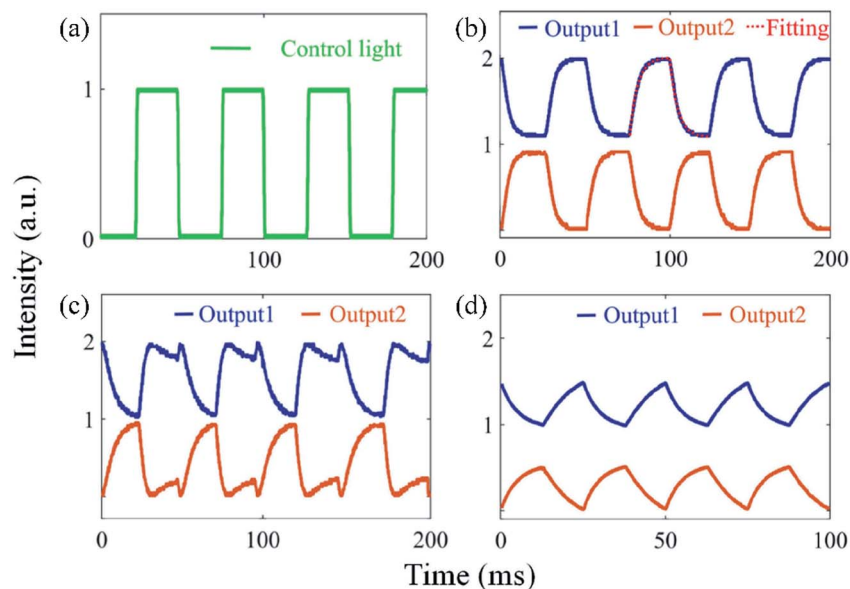 (a)
Control light
1
0
0
100
200
(b)
Output1 Output2 Fitting
2
1
0
100
200
(c)
Output1 Output2
2
1
0
100
200
(d)
Output1 Output2
2
1
0
50
100
Intensity (a.u.)
Time (ms)